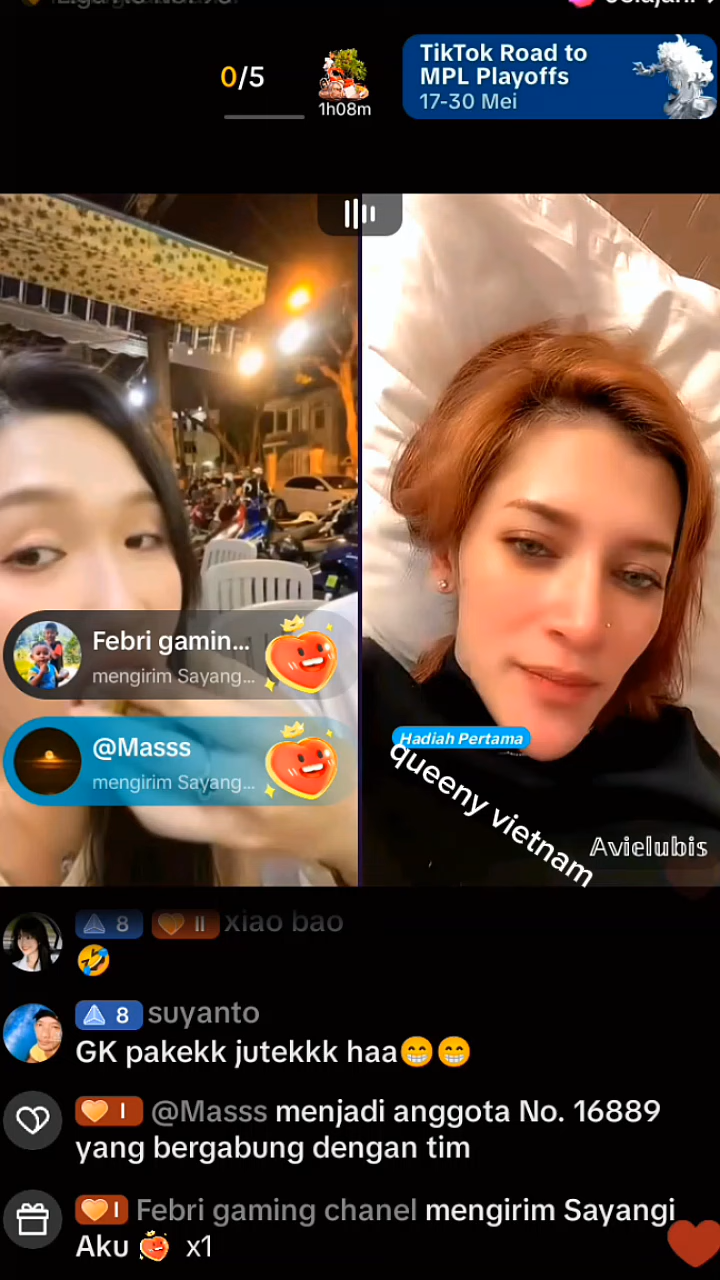 0/5
1h08m
TikTok Road to
MPL Playoffs
17-30 Mei
Febri gamin...
mengirim Sayang...
@Masss
mengirim Sayang...
Hadiah Pertama
queeny vietnam
Avielubis
8 II xiao bao
🤣
8 suyanto
GK pakekk jutekkk haa😁😁
I @Masss menjadi anggota No. 16889
yang bergabung dengan tim
I Febri gaming chanel mengirim Sayangi
Aku x1